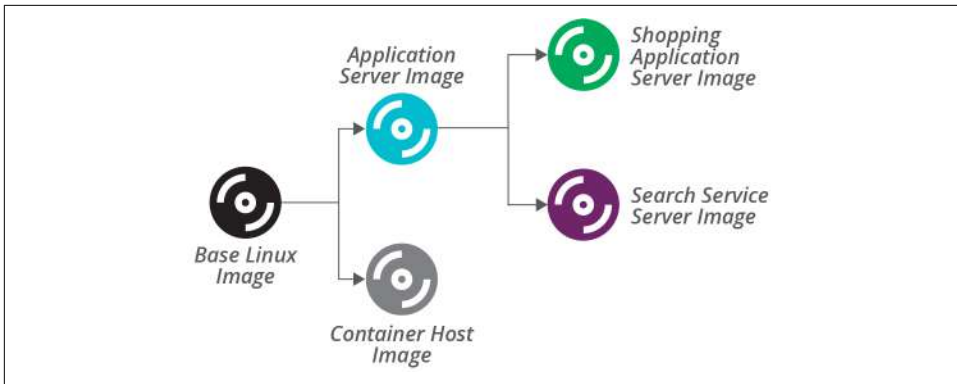 Shopping
Application
Server Image
Application
Server Image
Search Service
Server Image
Base Linux
Image
Container Host
Image